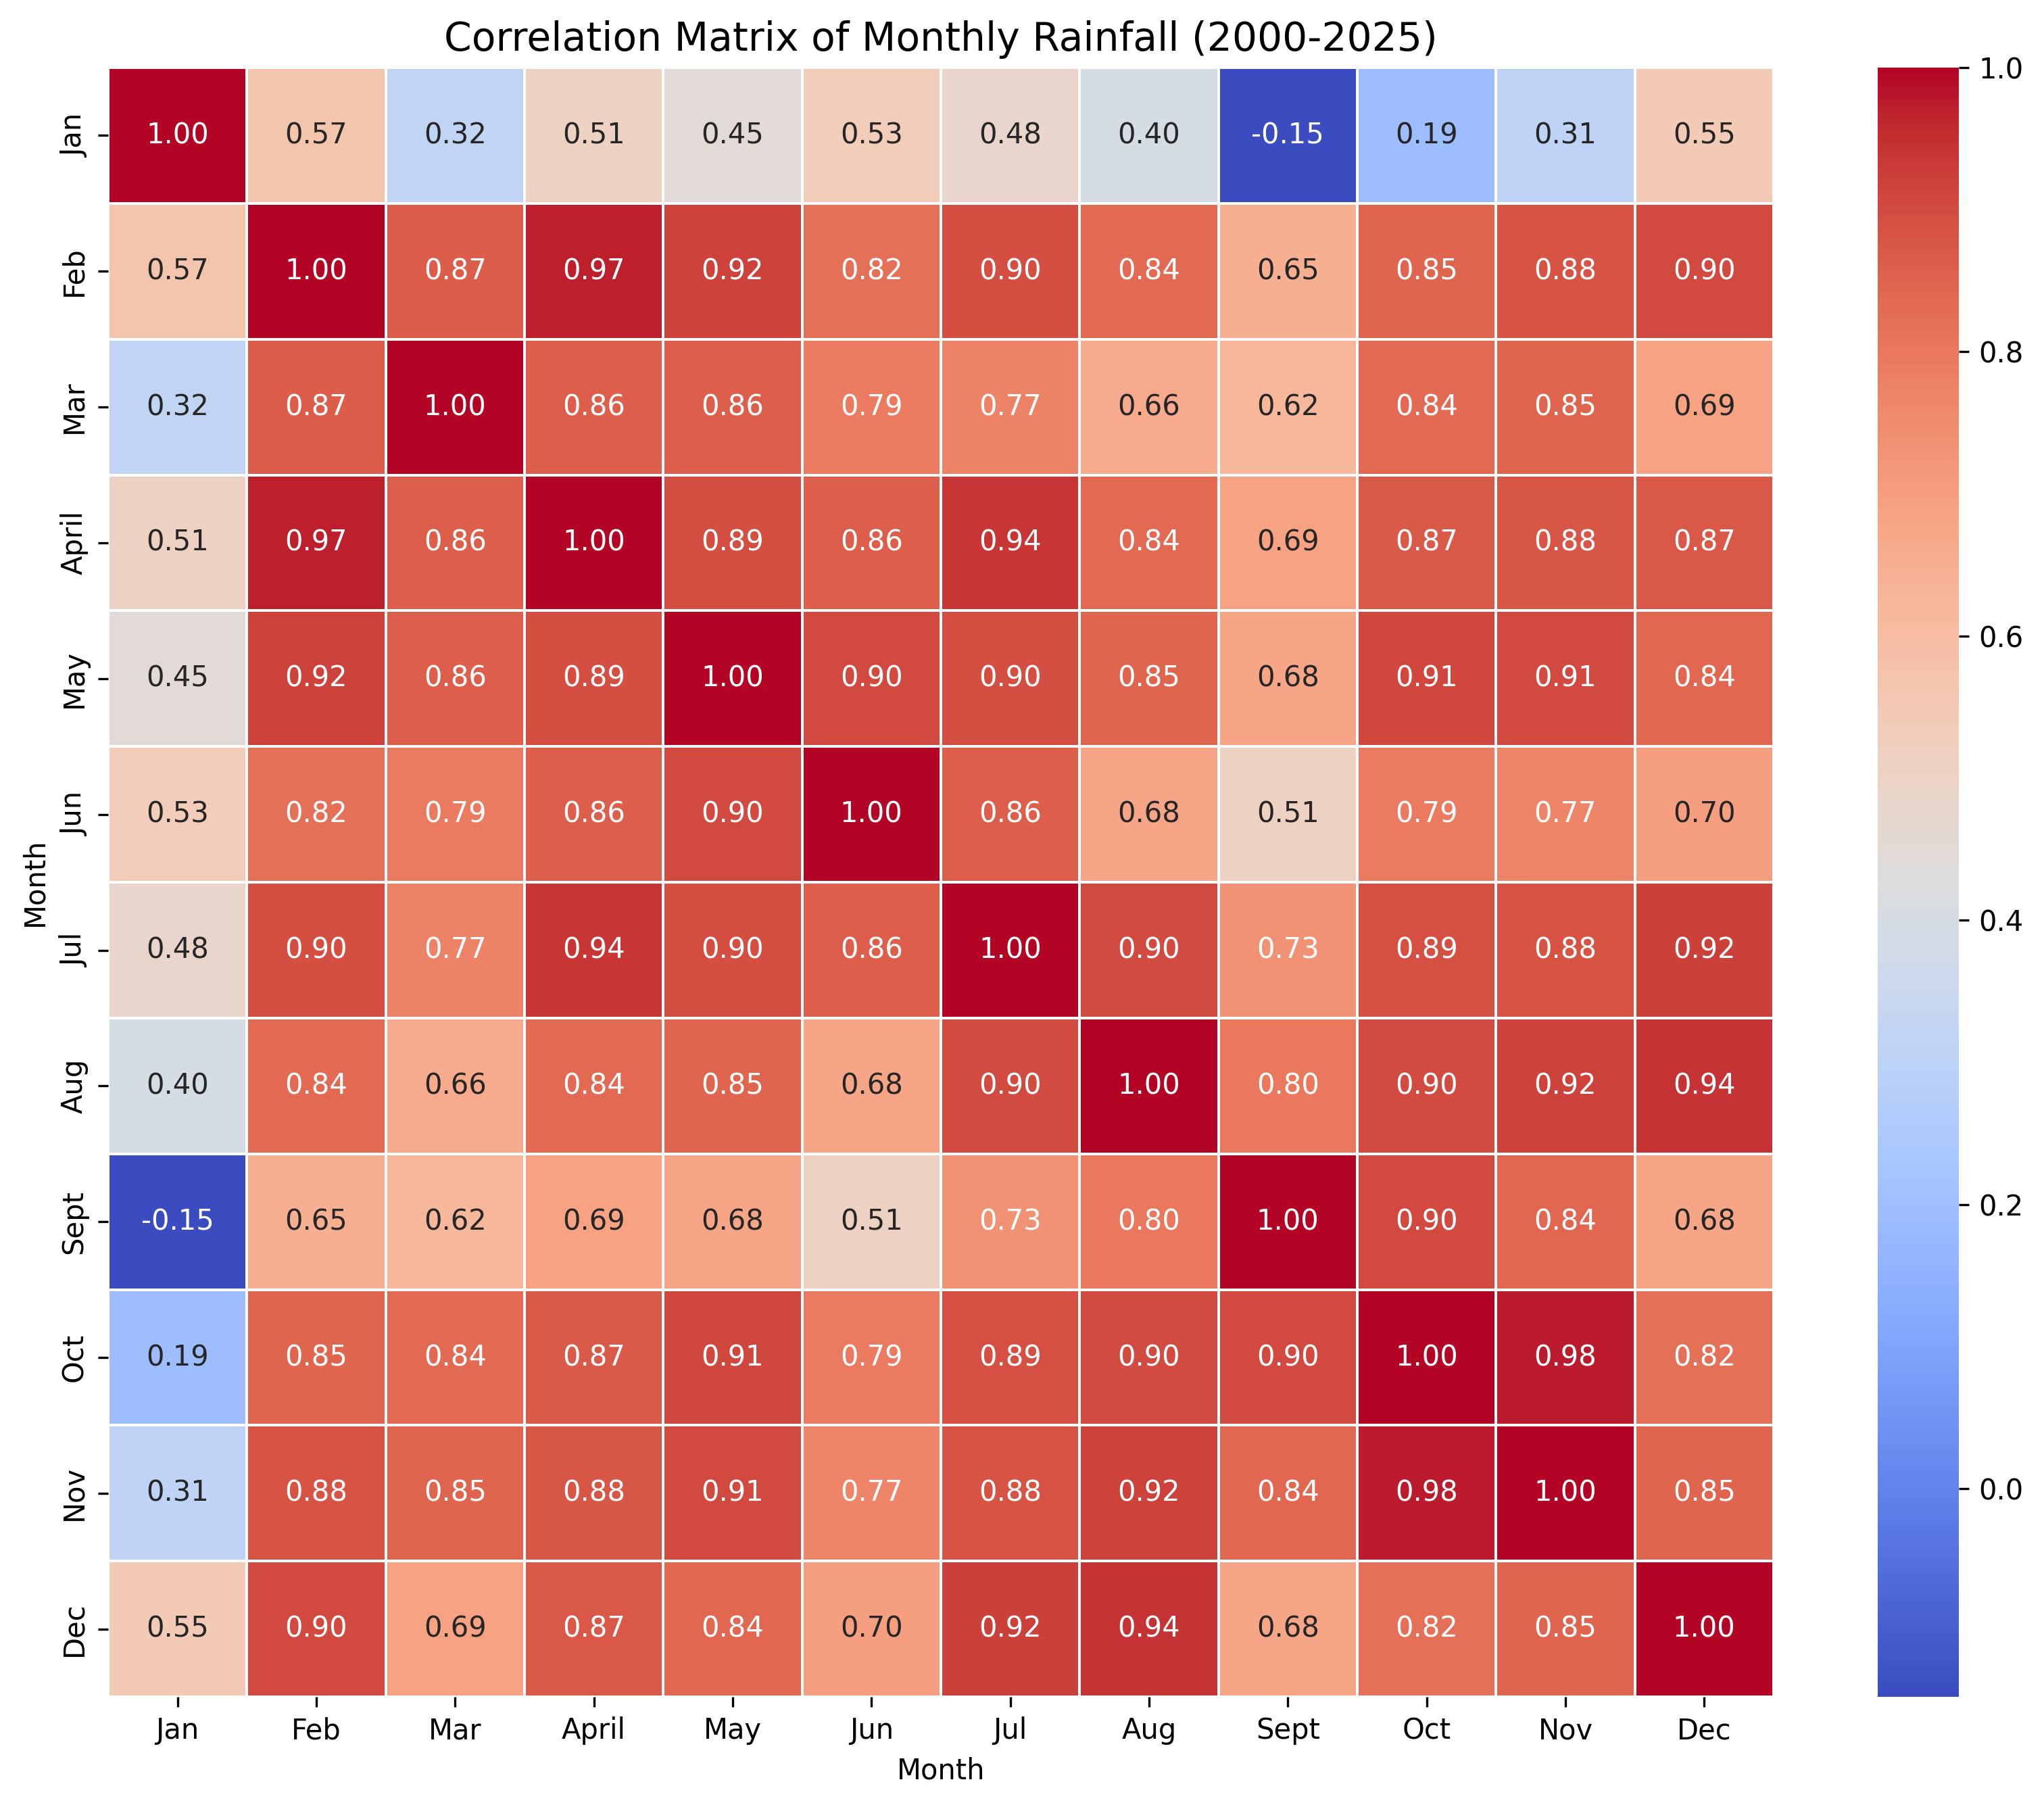 Correlation Matrix of Monthly Rainfall (2000-2025)
Jan 1.00 0.57 0.32 0.51 0.45 0.53 0.48 0.40 -0.15 0.19 0.31 0.55
Feb 0.57 1.00 0.87 0.97 0.92 0.82 0.90 0.84 0.65 0.85 0.88 0.90
Mar 0.32 0.87 1.00 0.86 0.86 0.79 0.77 0.66 0.62 0.84 0.85 0.69
April 0.51 0.97 0.86 1.00 0.89 0.86 0.94 0.84 0.69 0.87 0.88 0.87
May 0.45 0.92 0.86 0.89 1.00 0.90 0.90 0.85 0.68 0.91 0.91 0.84
Jun 0.53 0.82 0.79 0.86 0.90 1.00 0.86 0.68 0.51 0.79 0.77 0.70
Jul 0.48 0.90 0.77 0.94 0.90 0.86 1.00 0.90 0.73 0.89 0.88 0.92
Aug 0.40 0.84 0.66 0.84 0.85 0.68 0.90 1.00 0.80 0.90 0.92 0.94
Sept -0.15 0.65 0.62 0.69 0.68 0.51 0.73 0.80 1.00 0.90 0.84 0.68
Oct 0.19 0.85 0.84 0.87 0.91 0.79 0.89 0.90 0.90 1.00 0.98 0.82
Nov 0.31 0.88 0.85 0.88 0.91 0.77 0.88 0.92 0.84 0.98 1.00 0.85
Dec 0.55 0.90 0.69 0.87 0.84 0.70 0.92 0.94 0.68 0.82 0.85 1.00
Month
Jan Feb Mar April May Jun Jul Aug Sept Oct Nov Dec
Month
1.0
0.8
0.6
0.4
0.2
0.0